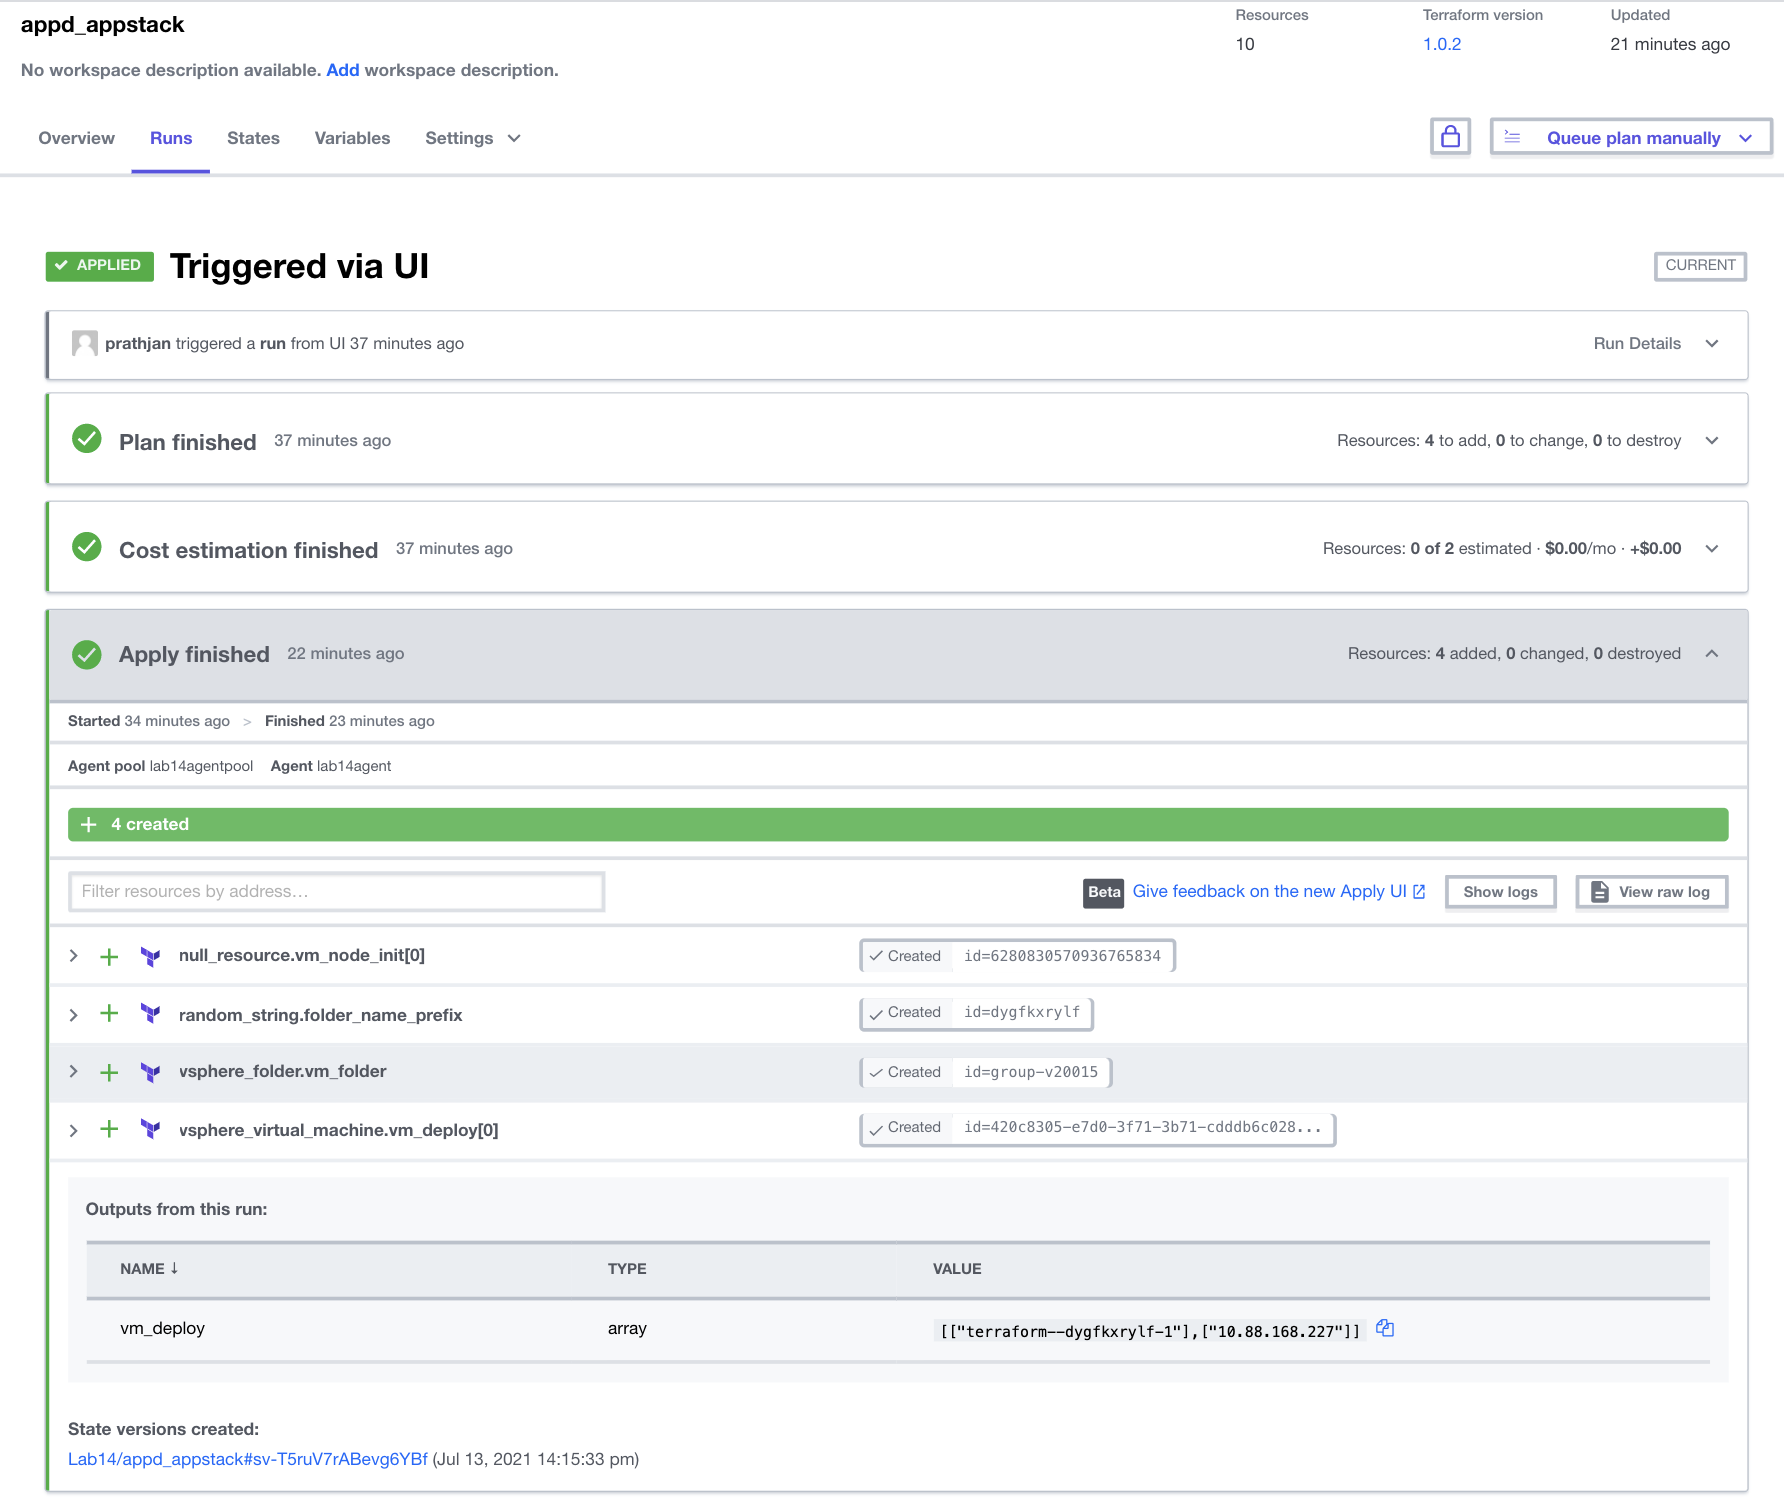 appd_appstack
Resources
Terraform version
Updated
10
1.0.2
21 minutes ago
No workspace description available. Add workspace description.
Overview
Runs
States
Variables
Settings
Queue plan manually
APPLIED
Triggered via UI
CURRENT
prathjan triggered a run from UI 37 minutes ago
Run Details
Plan finished 37 minutes ago
Resources: 4 to add, 0 to change, 0 to destroy
Cost estimation finished 37 minutes ago
Resources: 0 of 2 estimated · $0.00/mo · +$0.00
Apply finished 22 minutes ago
Resources: 4 added, 0 changed, 0 destroyed
Started 34 minutes ago > Finished 23 minutes ago
Agent pool lab14agentpool Agent lab14agent
+ 4 created
Filter resources by address...
Beta Give feedback on the new Apply UI
Show logs
View raw log
null_resource.vm_node_init[0]
Created id=6280830570936765834
random_string.folder_name_prefix
Created id=dygfkxrylf
vsphere_folder.vm_folder
Created id=group-v20015
vsphere_virtual_machine.vm_deploy[0]
Created id=420c8305-e7d0-3f71-3b71-cdddb6c028...
Outputs from this run:
NAME ↓
TYPE
VALUE
vm_deploy
array
[["terraform--dygfkxrylf-1"],["10.88.168.227"]]
State versions created:
Lab14/appd_appstack#sv-T5ruV7rABevg6YBf (Jul 13, 2021 14:15:33 pm)